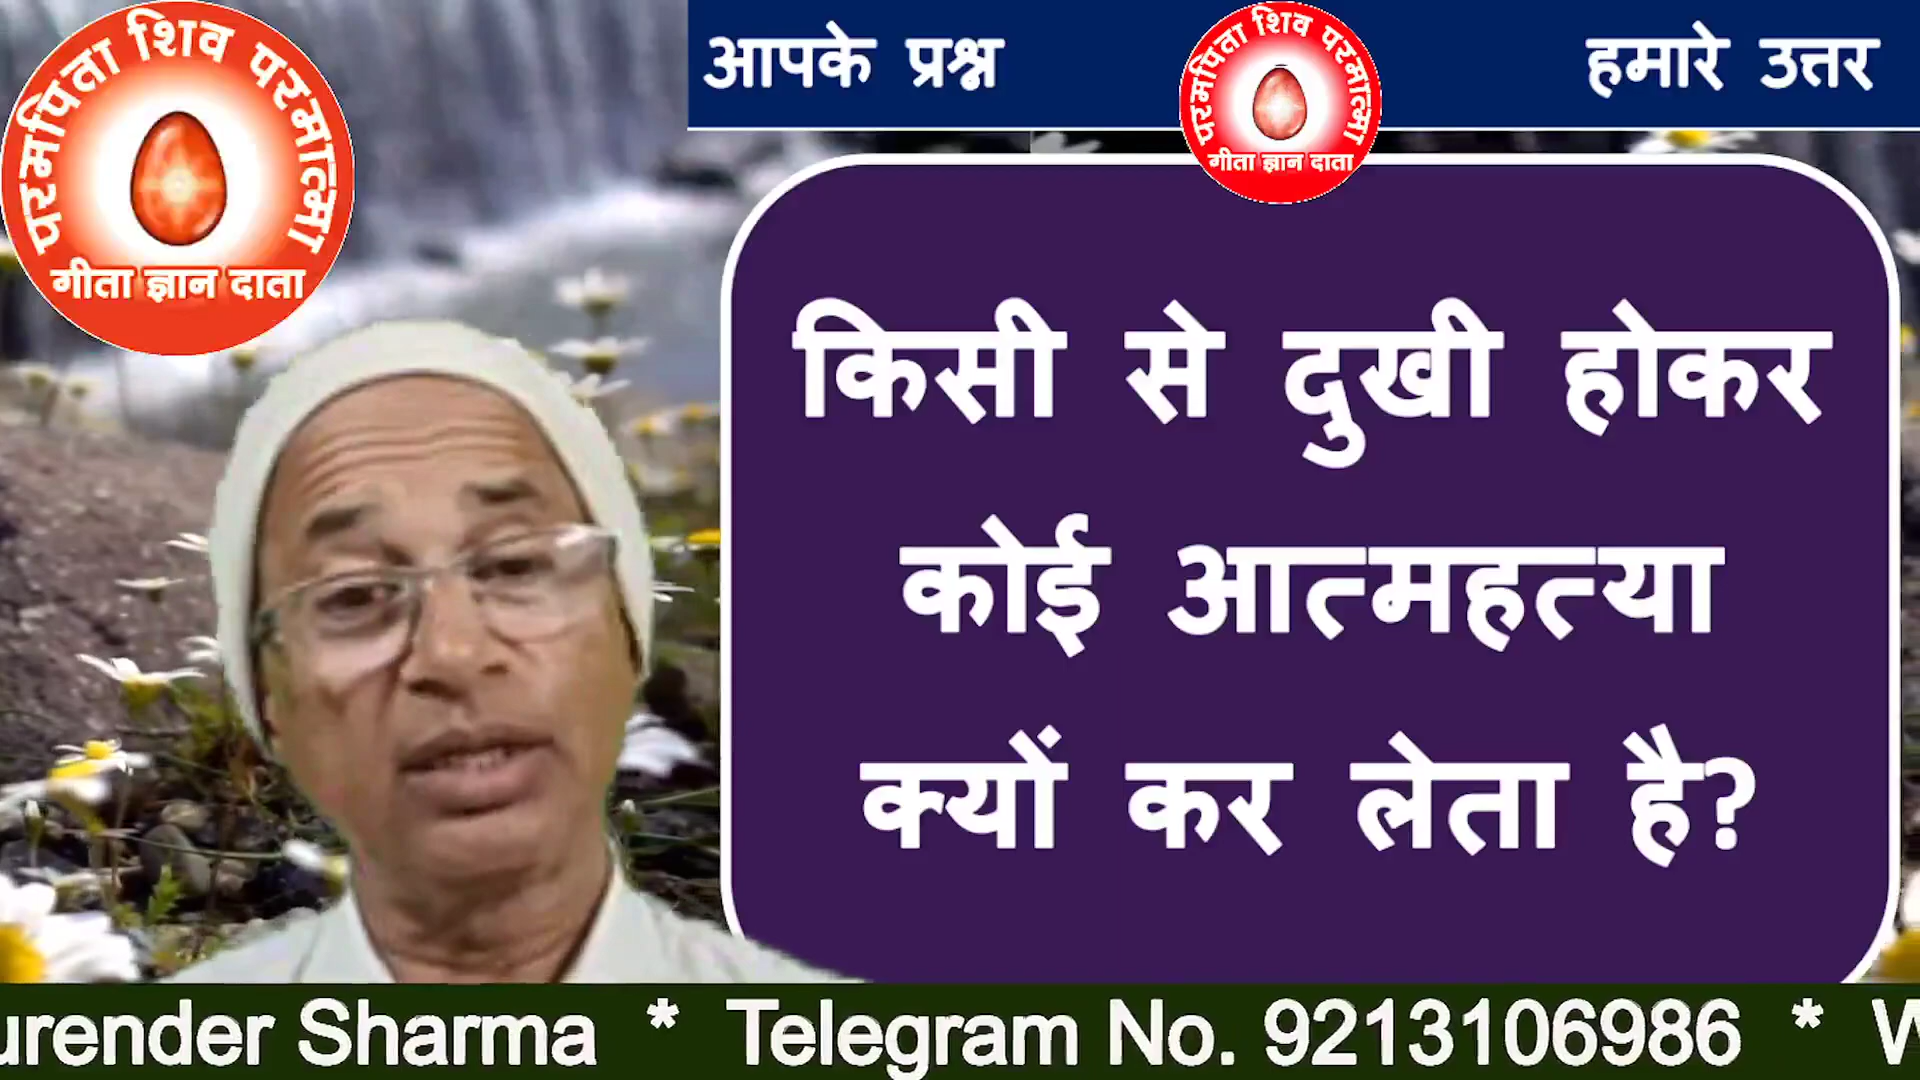 परमपिता शिव परमात्मा
गीता ज्ञान दाता
आपके प्रश्न
परमपिता शिव परमात्मा
गीता ज्ञान दाता
हमारे उत्तर
किसी से दुखी होकर
कोई आत्महत्या
क्यों कर लेता है?
urender Sharma * Telegram No. 9213106986 * W